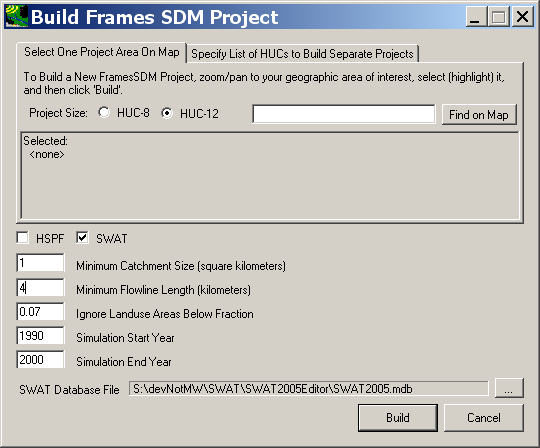 Build Frames SDM Project
Select One Project Area On Map
Specify List of HUCs to Build Separate Projects
To Build a New FramesSDM Project, zoom/pan to your geographic area of interest, select (highlight) it,
and then click 'Build'.
Project Size: HUC-8 HUC-12 Find on Map
Selected:
<none>
HSPF SWAT
1 Minimum Catchment Size (square kilometers)
4 Minimum Flowline Length (kilometers)
0.07 Ignore Landuse Areas Below Fraction
1990 Simulation Start Year
2000 Simulation End Year
SWAT Database File S:\devNotMW\SWAT\SWAT2005Editor\SWAT2005.mdb ...
Build Cancel